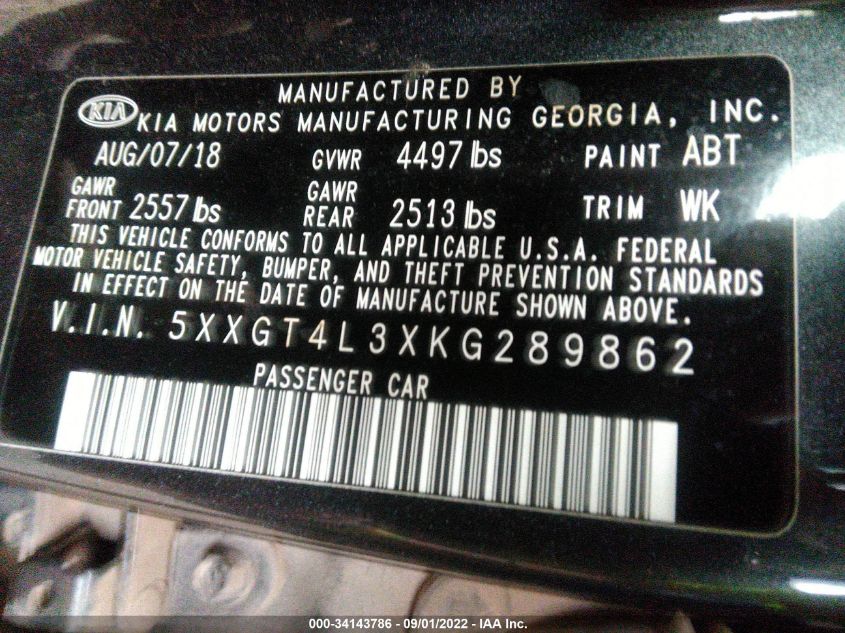 MANUFACTURED BY
KIA KIA MOTORS MANUFACTURING GEORGIA, INC.
AUG/07/18 GVWR 4497 lbs PAINT ABT
GAWR FRONT 2557 lbs GAWR REAR 2513 lbs TRIM WK
THIS VEHICLE CONFORMS TO ALL APPLICABLE U.S.A. FEDERAL
MOTOR VEHICLE SAFETY, BUMPER, AND THEFT PREVENTION STANDARDS
IN EFFECT ON THE DATE OF MANUFACTURE SHOWN ABOVE.
V.I.N. 5XXGT4L3XKG289862
PASSENGER CAR
000-34143786 - 09/01/2022 - IAA Inc.